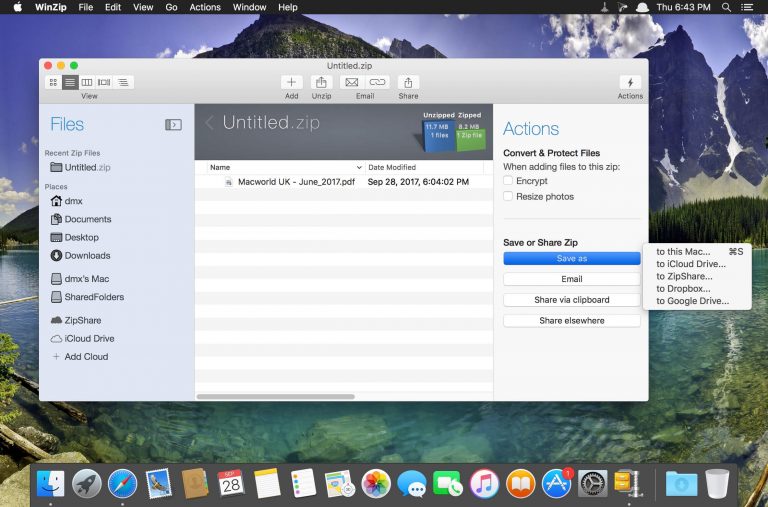 WinZip File Edit View Go Actions Window Help Thu 6:43 PM
Untitled.zip
View Add Unzip Email Share Actions
Files
Recent Zip Files
Untitled.zip
Places
dmx
Documents
Desktop
Downloads
dmx's Mac
SharedFolders
ZipShare
iCloud Drive
Add Cloud
Untitled.zip
Unzipped Zipped
11.7 MB 8.2 MB
1 files 1 Zip file
Name Date Modified
Macworld UK - June_2017.pdf Sep 28, 2017, 6:04:02 PM
Actions
Convert & Protect Files
When adding files to this zip:
Encrypt
Resize photos
Save or Share Zip
Save as
Email
Share via clipboard
Share elsewhere
to this Mac... ⌘S
to iCloud Drive...
to ZipShare...
to Dropbox...
to Google Drive...
SEP
28
1